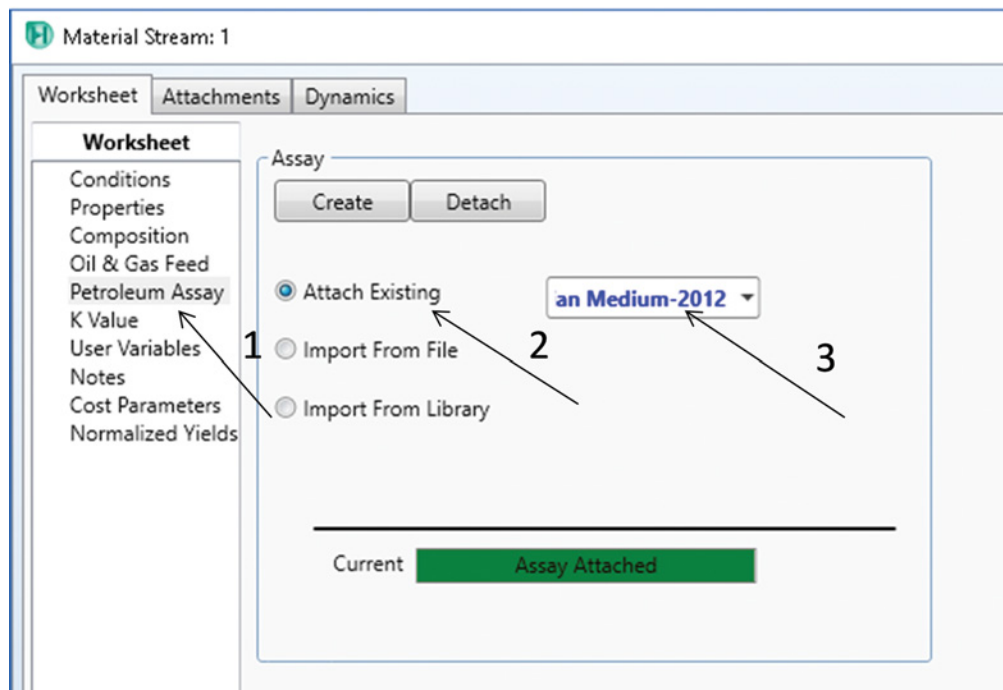 Material Stream: 1
Worksheet Attachments Dynamics
Worksheet
Conditions
Properties
Composition
Oil & Gas Feed
Petroleum Assay
K Value
User Variables
Notes
Cost Parameters
Normalized Yields
1
Assay
Create Detach
Attach Existing an Medium-2012
2
3
Import From File
Import From Library
Current Assay Attached